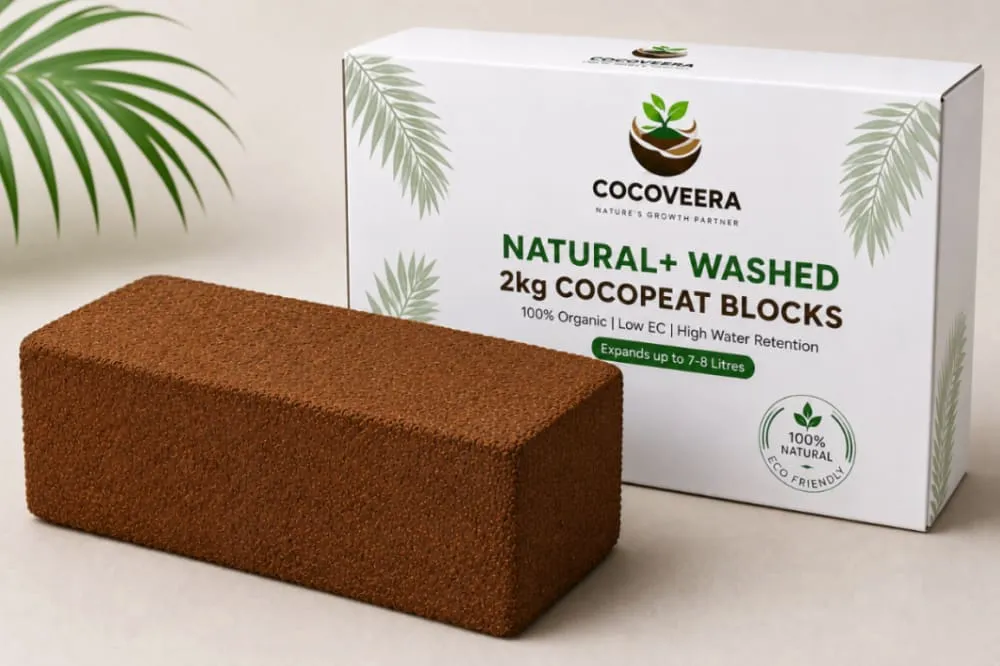 COCOVEERA
COCOVEERA
NATURE'S GROWTH PARTNER
NATURAL+ WASHED
2kg COCOPEAT BLOCKS
100% Organic | Low EC | High Water Retention
Expands up to 7-8 Litres
100%
NATURAL
ECO FRIENDLY